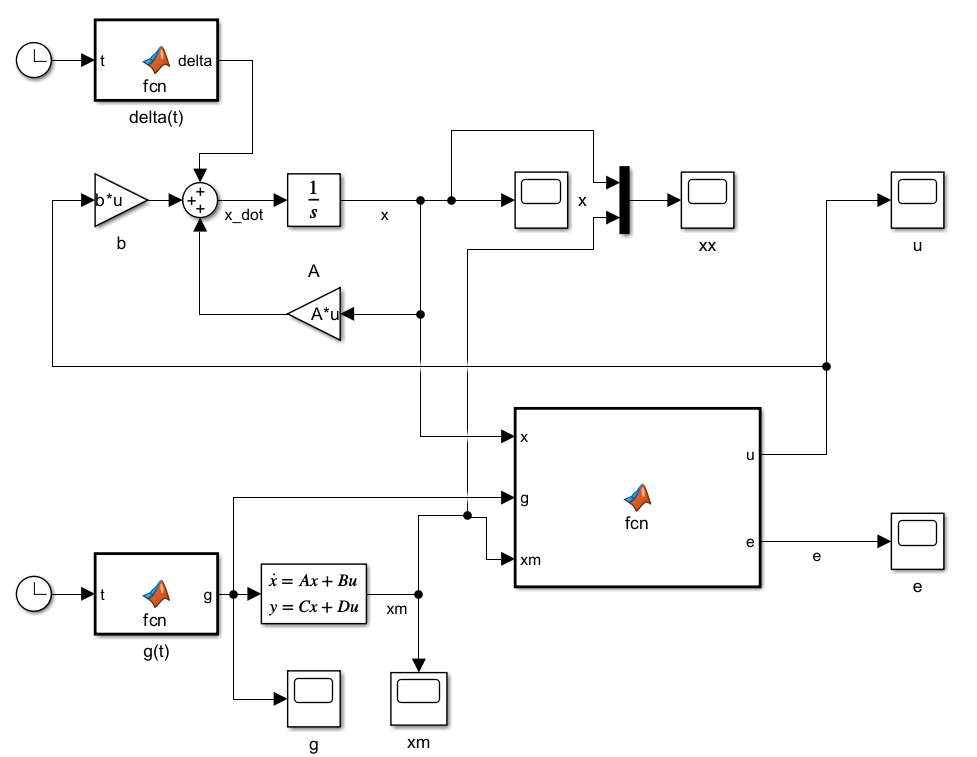 t
fcn
delta
delta(t)
b*u
b
+
+
+
x_dot
1
s
x
x
xx
u
A
A*u
x
g
xm
fcn
u
e
e
e
t
fcn
g
g(t)
ẋ = Ax + Bu
y = Cx + Du
xm
g
xm